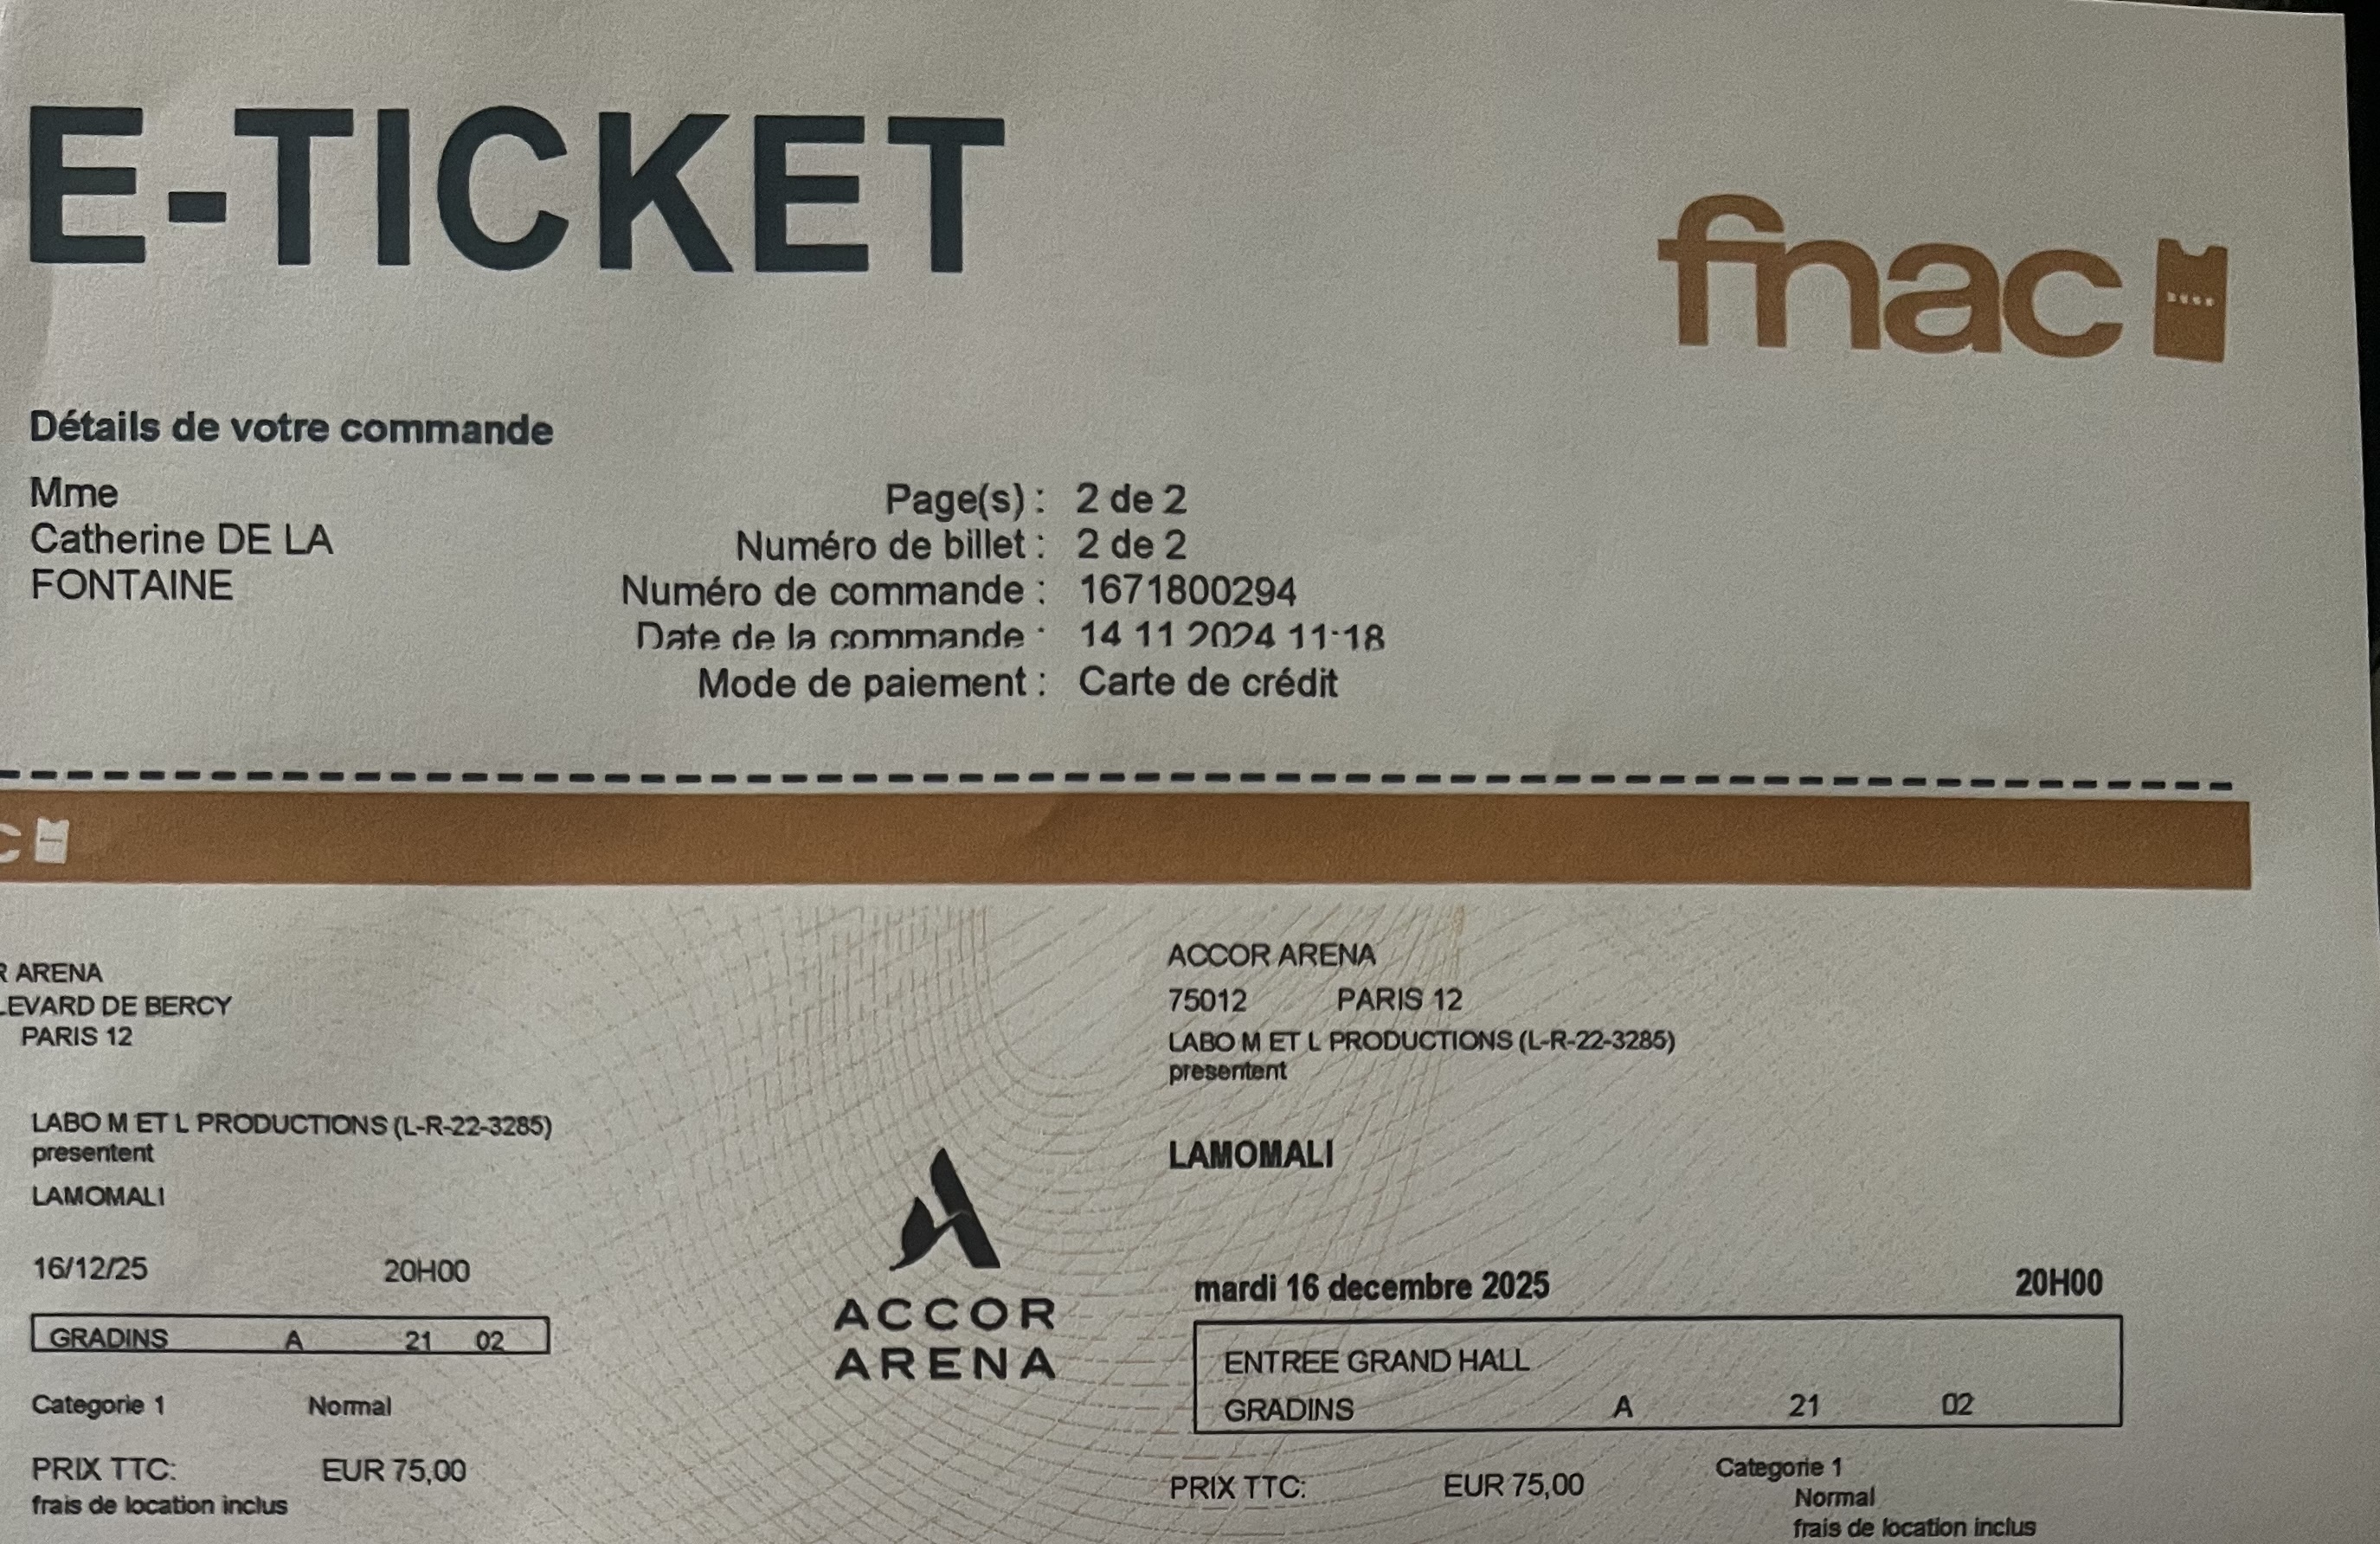 E-TICKET
fnac
Détails de votre commande
Mme
Catherine DE LA
FONTAINE
Page(s) : 2 de 2
Numéro de billet : 2 de 2
Numéro de commande : 1671800294
Date de la commande : 14 11 2024 11:18
Mode de paiement : Carte de crédit
c
R ARENA
LEVARD DE BERCY
PARIS 12
LABO M ET L PRODUCTIONS (L-R-22-3285)
presentent
LAMOMALI
16/12/25 20H00
GRADINS A 21 02
Categorie 1 Normal
PRIX TTC: EUR 75,00
frais de location inclus
ACCOR
ARENA
ACCOR ARENA
75012 PARIS 12
LABO M ET L PRODUCTIONS (L-R-22-3285)
presentent
LAMOMALI
mardi 16 decembre 2025 20H00
ENTREE GRAND HALL
GRADINS A 21 02
PRIX TTC: EUR 75,00 Categorie 1
Normal
frais de location inclus